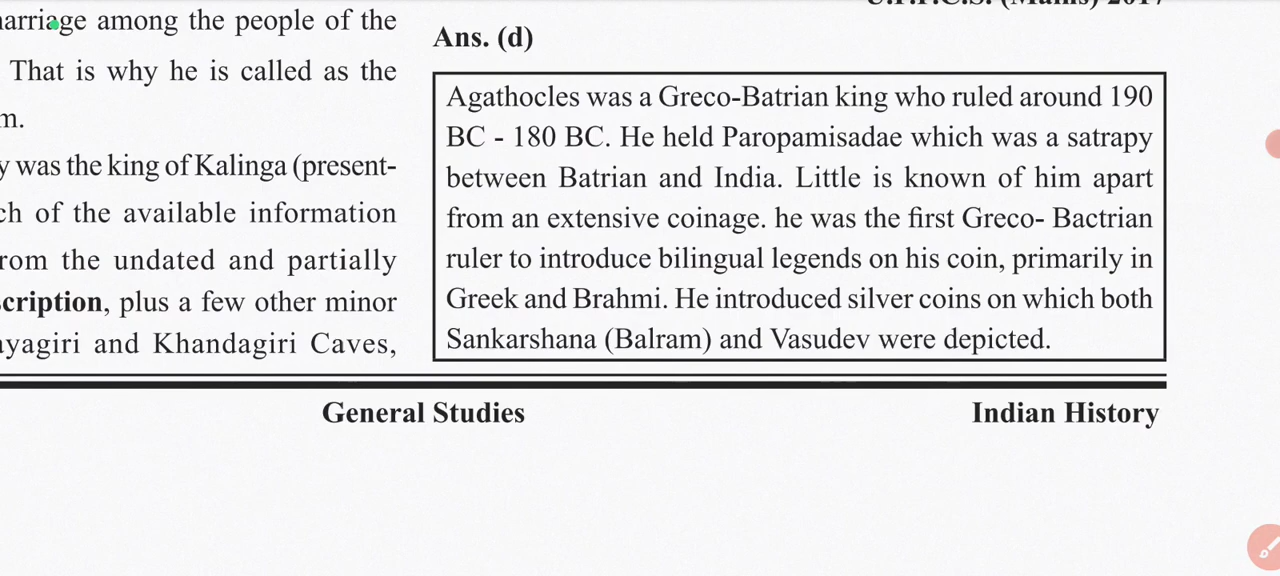 marriage among the people of the
That is why he is called as the
m.
y was the king of Kalinga (present-
ch of the available information
rom the undated and partially
scription, plus a few other minor
ayagiri and Khandagiri Caves,
U.P.P.C.S. (Mains) 2017
Ans. (d)
Agathocles was a Greco-Batrian king who ruled around 190
BC - 180 BC. He held Paropamisadae which was a satrapy
between Batrian and India. Little is known of him apart
from an extensive coinage. he was the first Greco- Bactrian
ruler to introduce bilingual legends on his coin, primarily in
Greek and Brahmi. He introduced silver coins on which both
Sankarshana (Balram) and Vasudev were depicted.
General Studies
Indian History